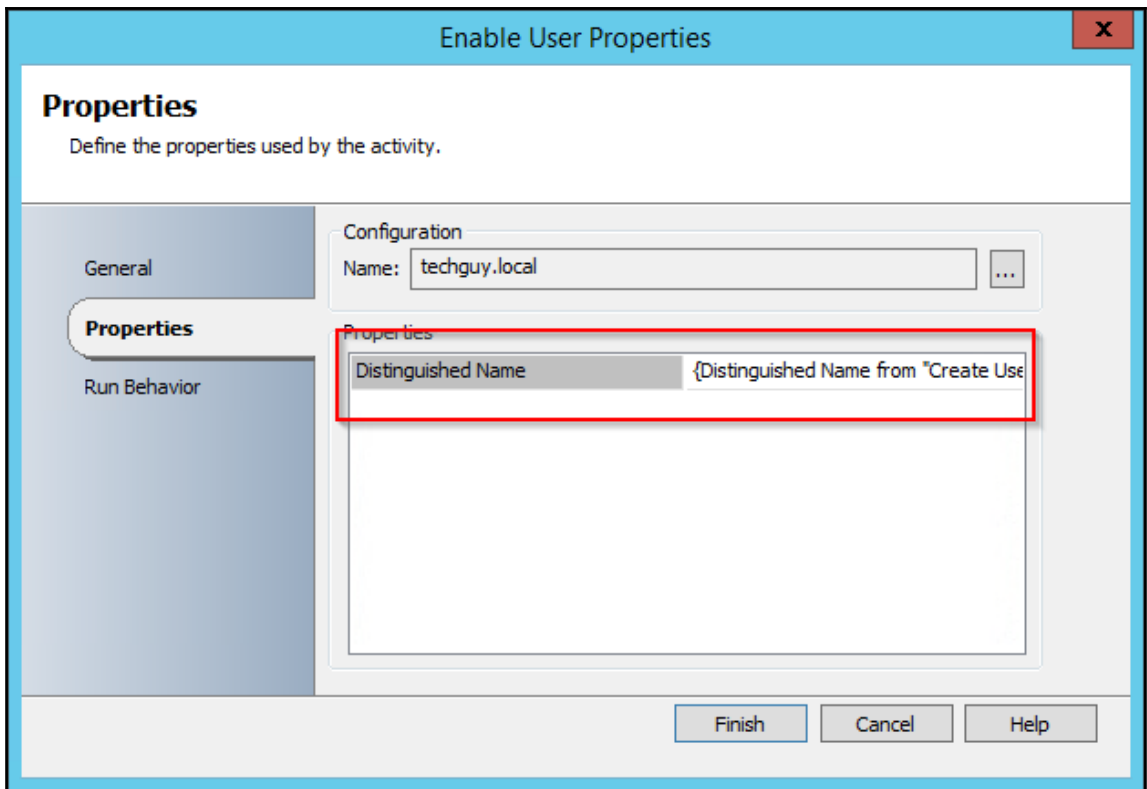 Enable User Properties
x
Properties
Define the properties used by the activity.
General
Properties
Run Behavior
Configuration
Name: techguy.local ...
Properties
Distinguished Name {Distinguished Name from "Create Use
Finish Cancel Help